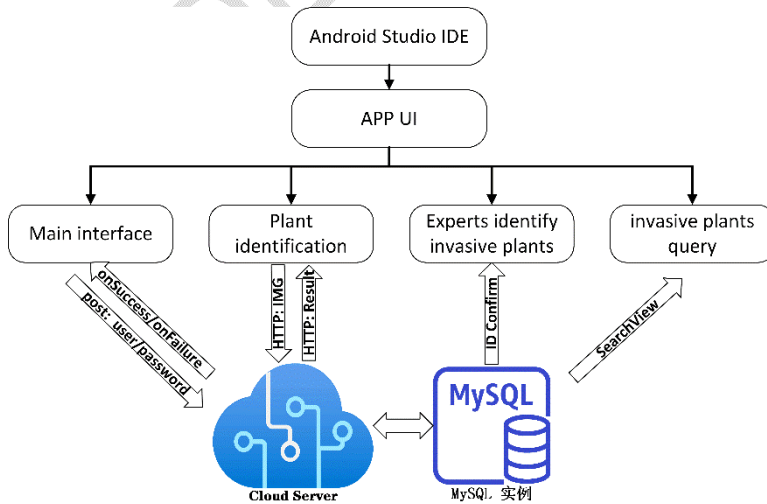 Android Studio IDE
APP UI
Main interface
Plant
identification
Experts identify
invasive plants
invasive plants
query
onSuccess/onFailure
post: user/password
HTTP: IMG
HTTP: Result
ID Confirm
SearchView
MySQL
Cloud Server
MySQL 实例